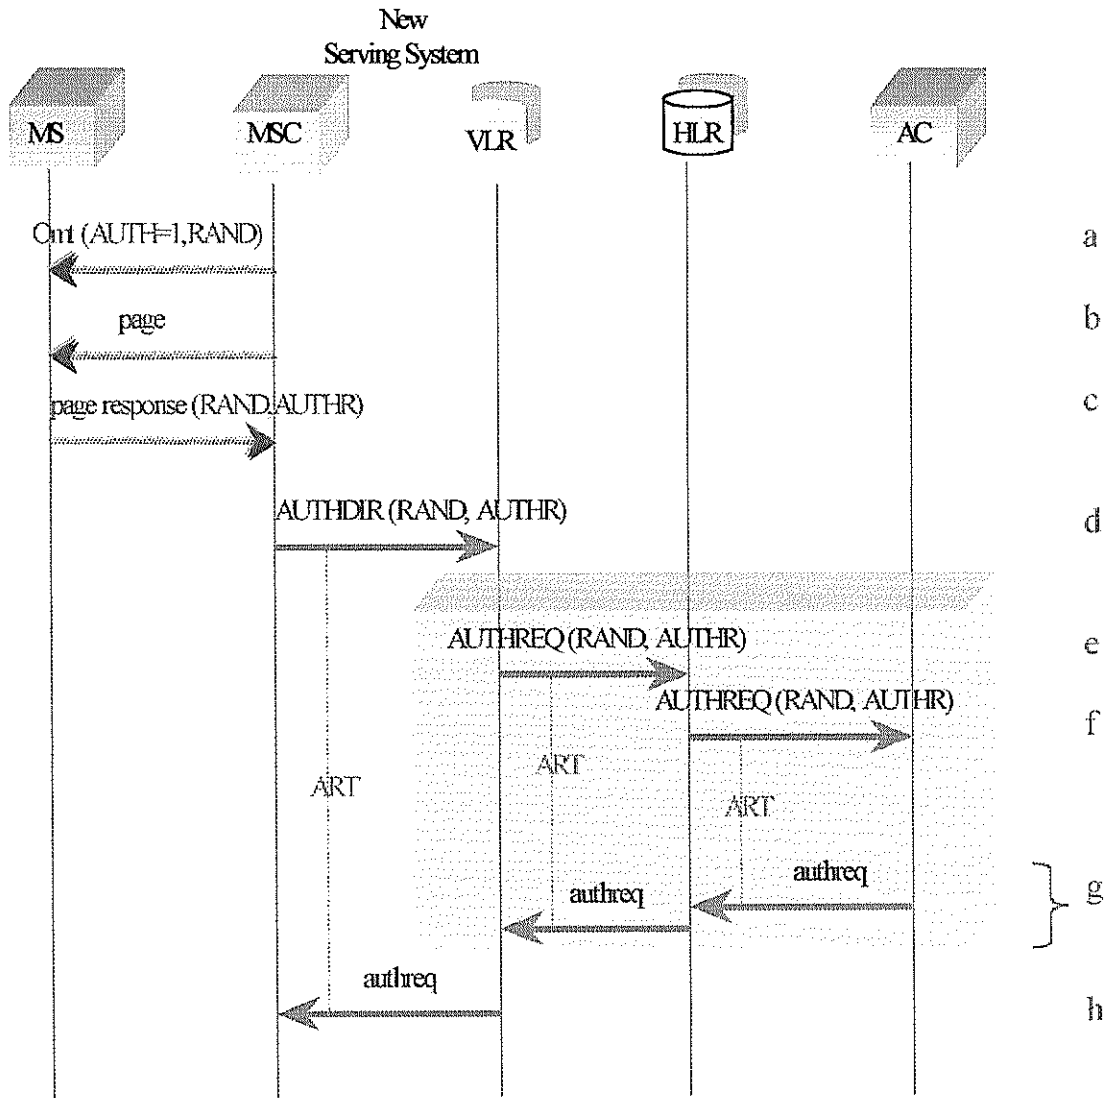 New
Serving System
MS
MSC
VLR
HLR
AC
Omt (AUTH=1,RAND)
a
page
b
page response (RAND,AUTHR)
c
AUTHDIR (RAND, AUTHR)
d
AUTHREQ (RAND, AUTHR)
e
AUTHREQ (RAND, AUTHR)
f
ART
ART
ART
authreq
authreq
g
authreq
h